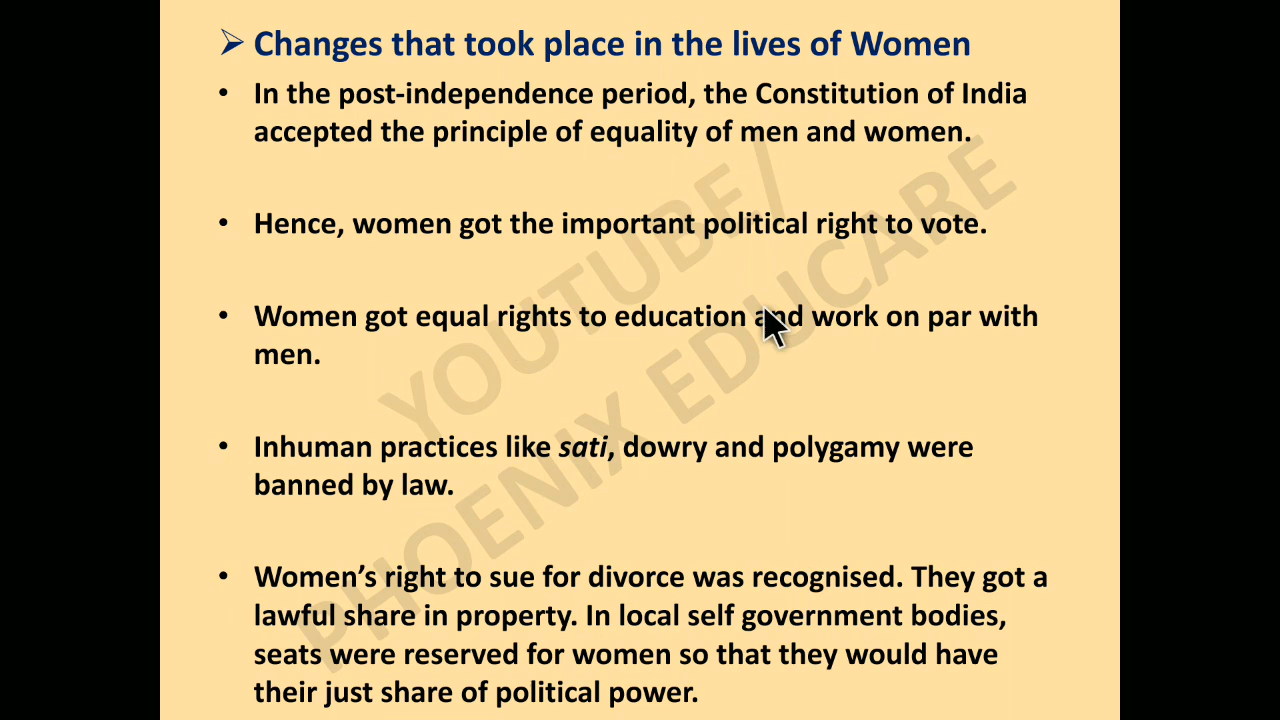 ➢ Changes that took place in the lives of Women
• In the post-independence period, the Constitution of India
accepted the principle of equality of men and women.
• Hence, women got the important political right to vote.
• Women got equal rights to education and work on par with
men.
• Inhuman practices like sati, dowry and polygamy were
banned by law.
• Women’s right to sue for divorce was recognised. They got a
lawful share in property. In local self government bodies,
seats were reserved for women so that they would have
their just share of political power.
YOUTUBE/
PHOENIX EDUCARE